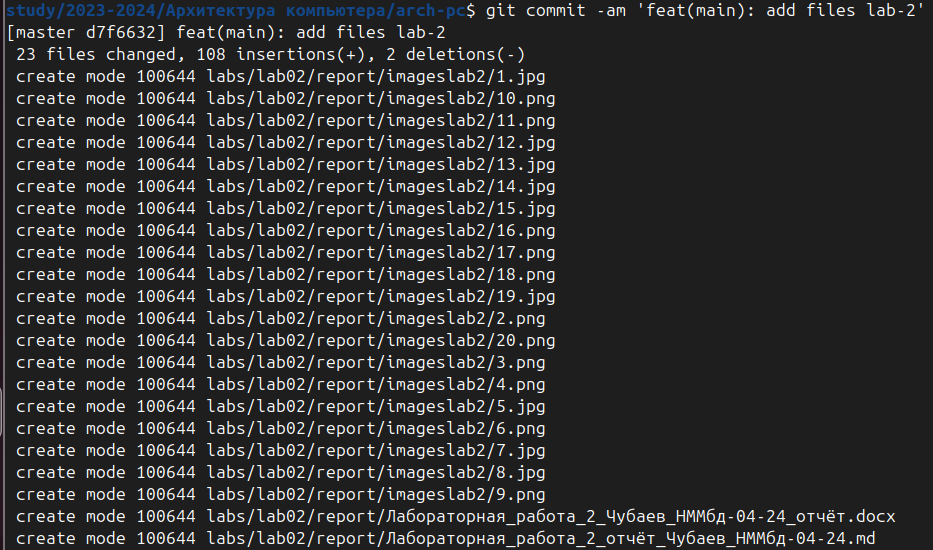 study/2023-2024/Архитектура компьютера/arch-pc$ git commit -am 'feat(main): add files lab-2'
[master d7f6632] feat(main): add files lab-2
 23 files changed, 108 insertions(+), 2 deletions(-)
 create mode 100644 labs/lab02/report/imageslab2/1.jpg
 create mode 100644 labs/lab02/report/imageslab2/10.png
 create mode 100644 labs/lab02/report/imageslab2/11.png
 create mode 100644 labs/lab02/report/imageslab2/12.jpg
 create mode 100644 labs/lab02/report/imageslab2/13.jpg
 create mode 100644 labs/lab02/report/imageslab2/14.jpg
 create mode 100644 labs/lab02/report/imageslab2/15.jpg
 create mode 100644 labs/lab02/report/imageslab2/16.png
 create mode 100644 labs/lab02/report/imageslab2/17.png
 create mode 100644 labs/lab02/report/imageslab2/18.png
 create mode 100644 labs/lab02/report/imageslab2/19.jpg
 create mode 100644 labs/lab02/report/imageslab2/2.png
 create mode 100644 labs/lab02/report/imageslab2/20.png
 create mode 100644 labs/lab02/report/imageslab2/3.png
 create mode 100644 labs/lab02/report/imageslab2/4.png
 create mode 100644 labs/lab02/report/imageslab2/5.jpg
 create mode 100644 labs/lab02/report/imageslab2/6.png
 create mode 100644 labs/lab02/report/imageslab2/7.jpg
 create mode 100644 labs/lab02/report/imageslab2/8.jpg
 create mode 100644 labs/lab02/report/imageslab2/9.png
 create mode 100644 labs/lab02/report/Лабораторная_работа_2_Чубаев_НММбд-04-24_отчёт.docx
 create mode 100644 labs/lab02/report/Лабораторная_работа_2_отчёт_Чубаев_НММбд-04-24.md